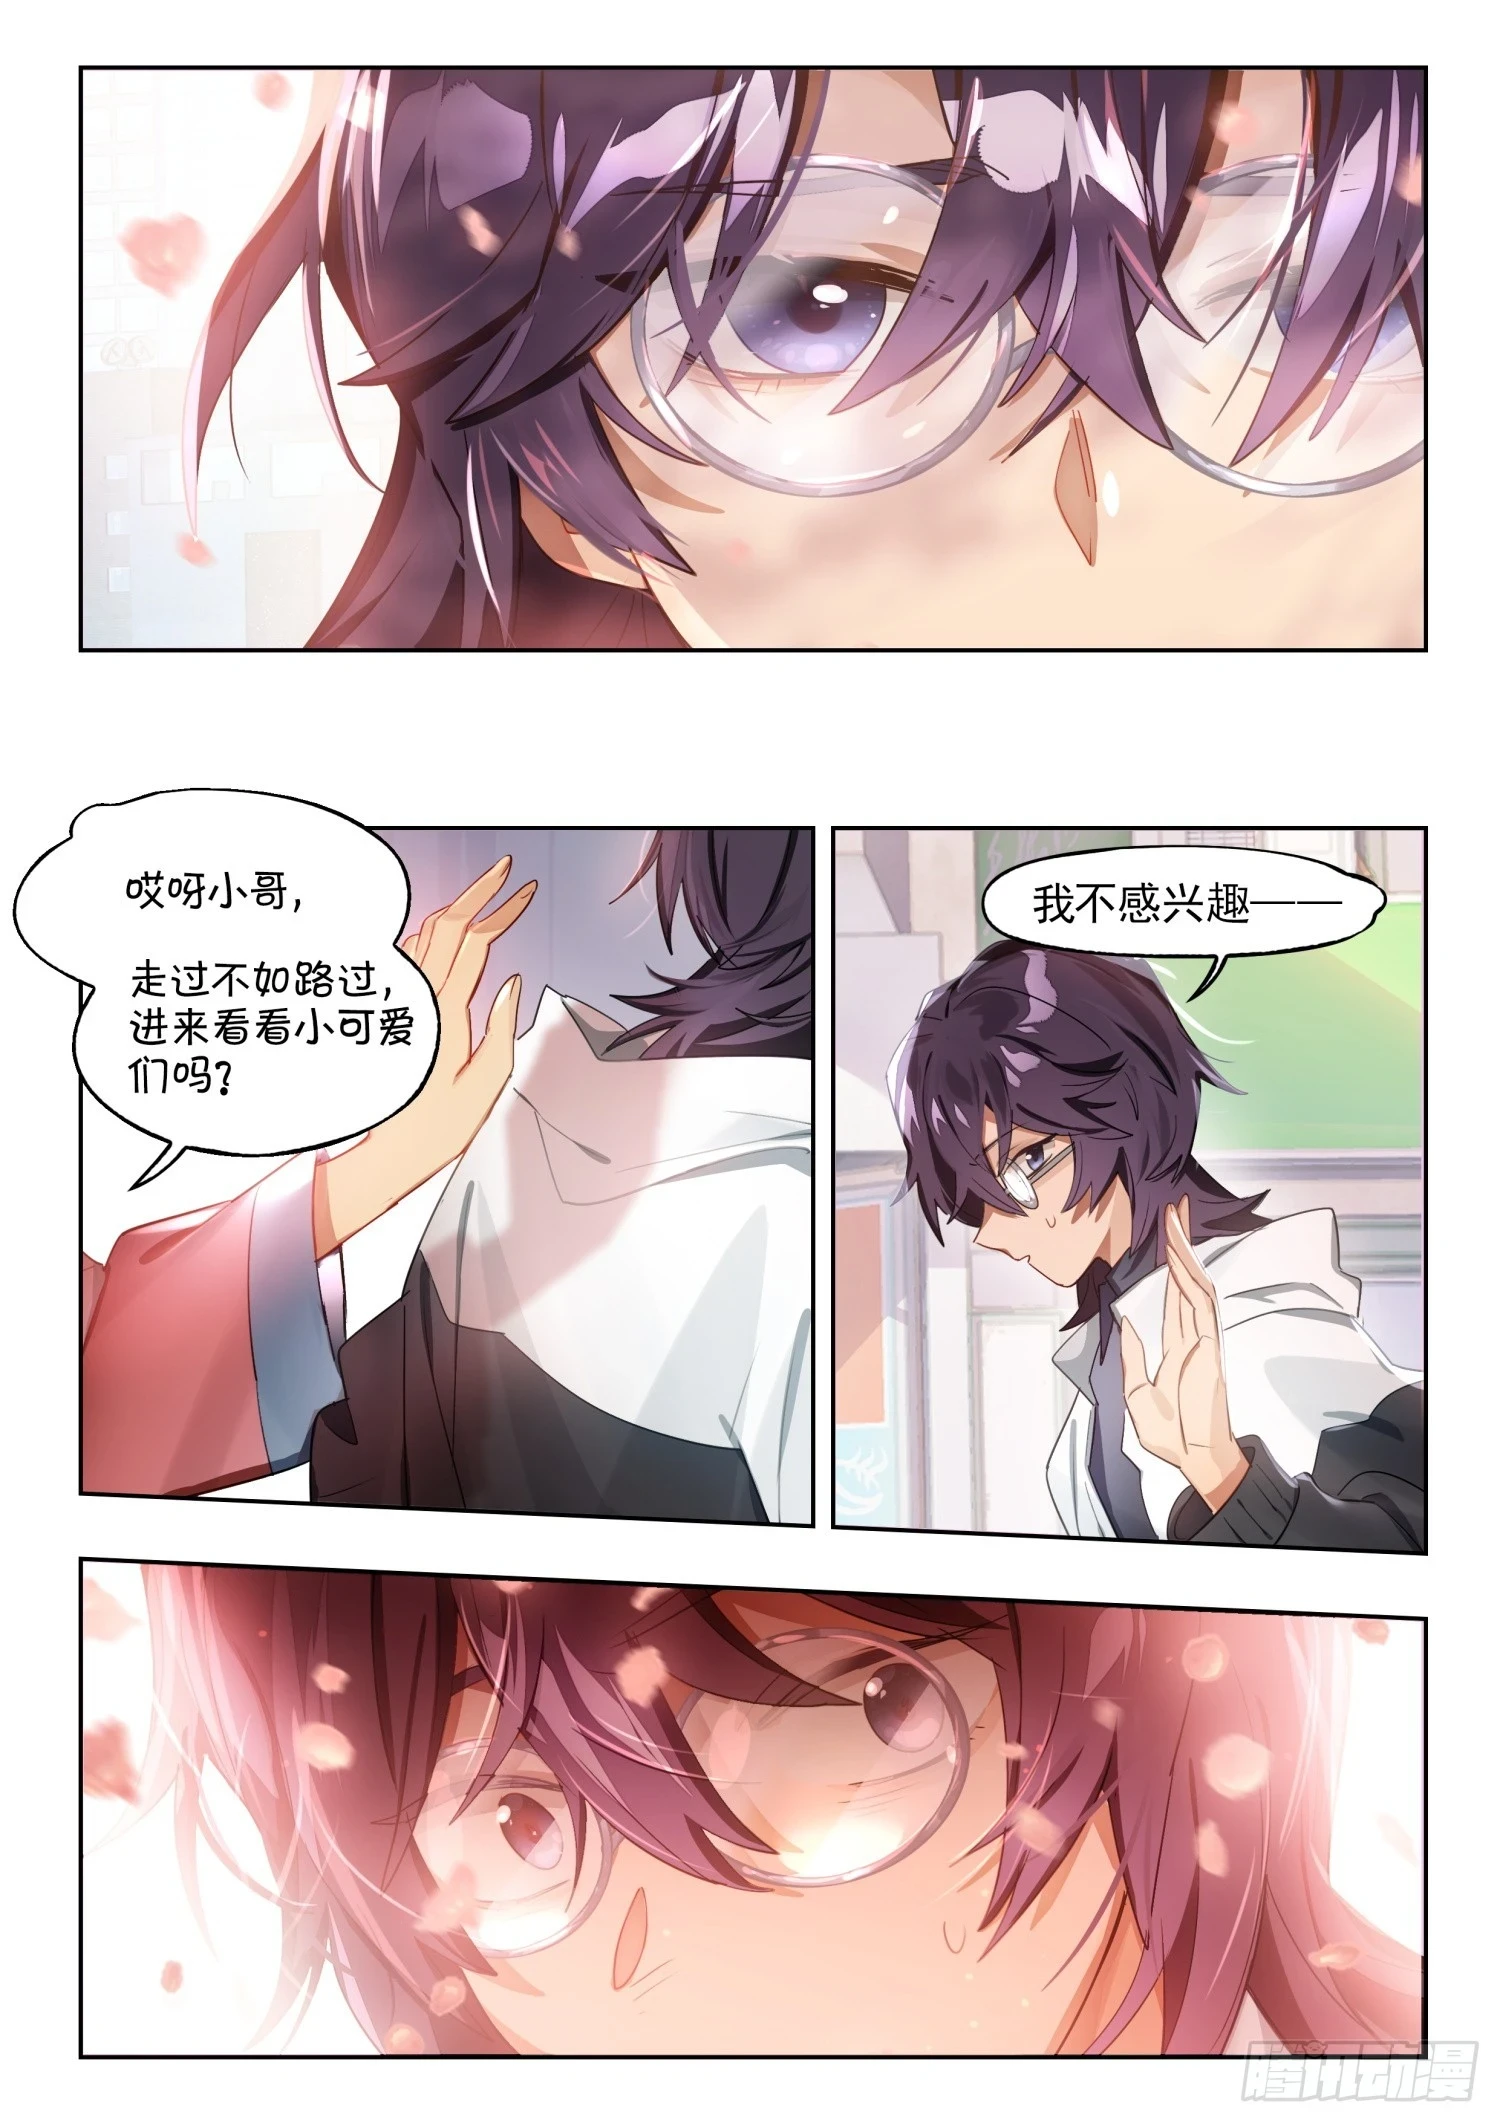 哎呀小哥，
走过不如路过，
进来看看小可爱
们吗？
我不感兴趣——
腾讯动漫